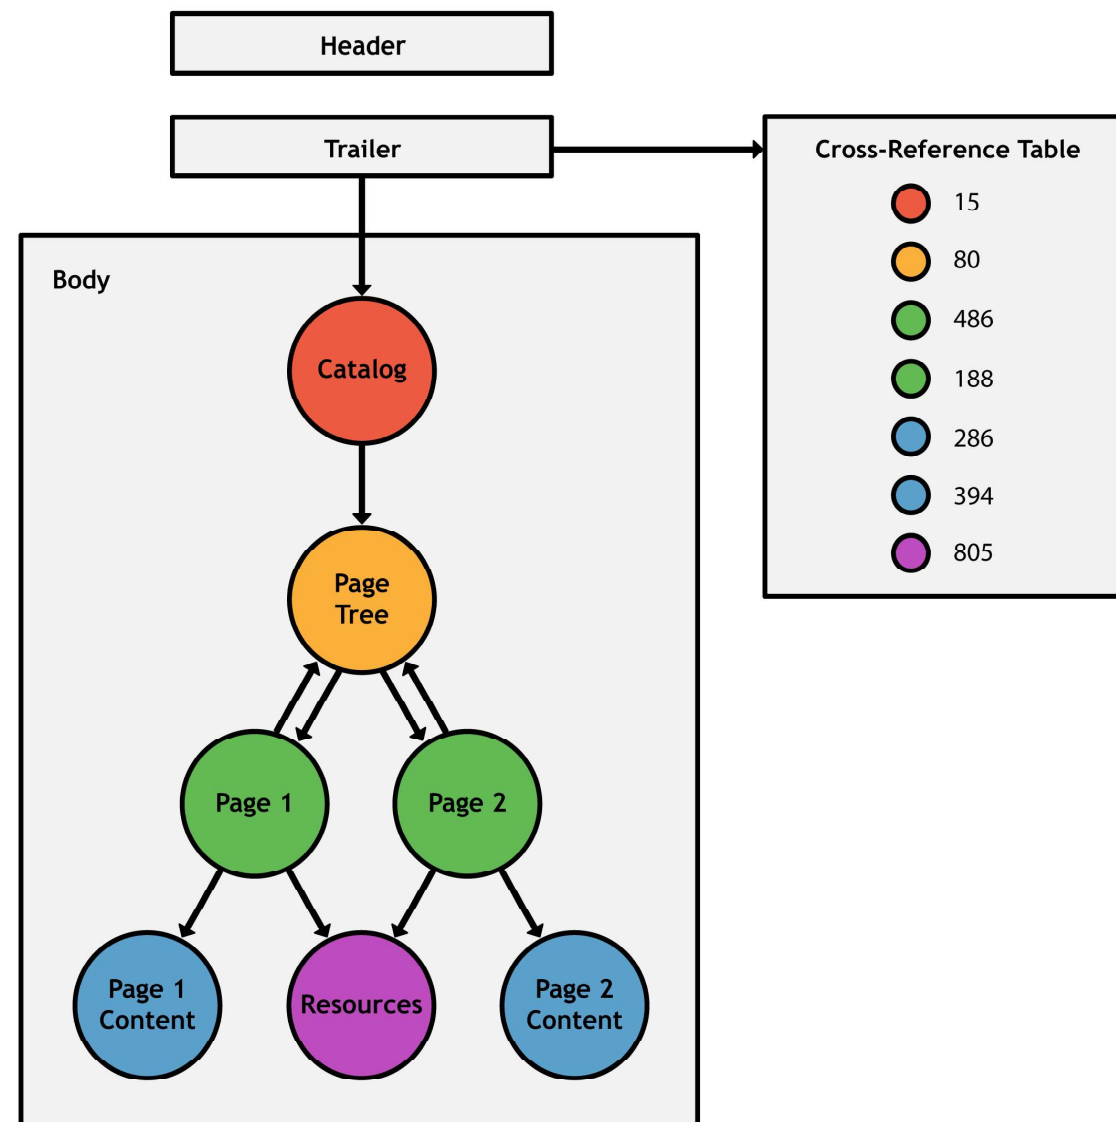 Header
Trailer
Cross-Reference Table
15
80
486
188
286
394
805
Body
Catalog
Page
Tree
Page 1
Page 2
Page 1
Content
Resources
Page 2
Content